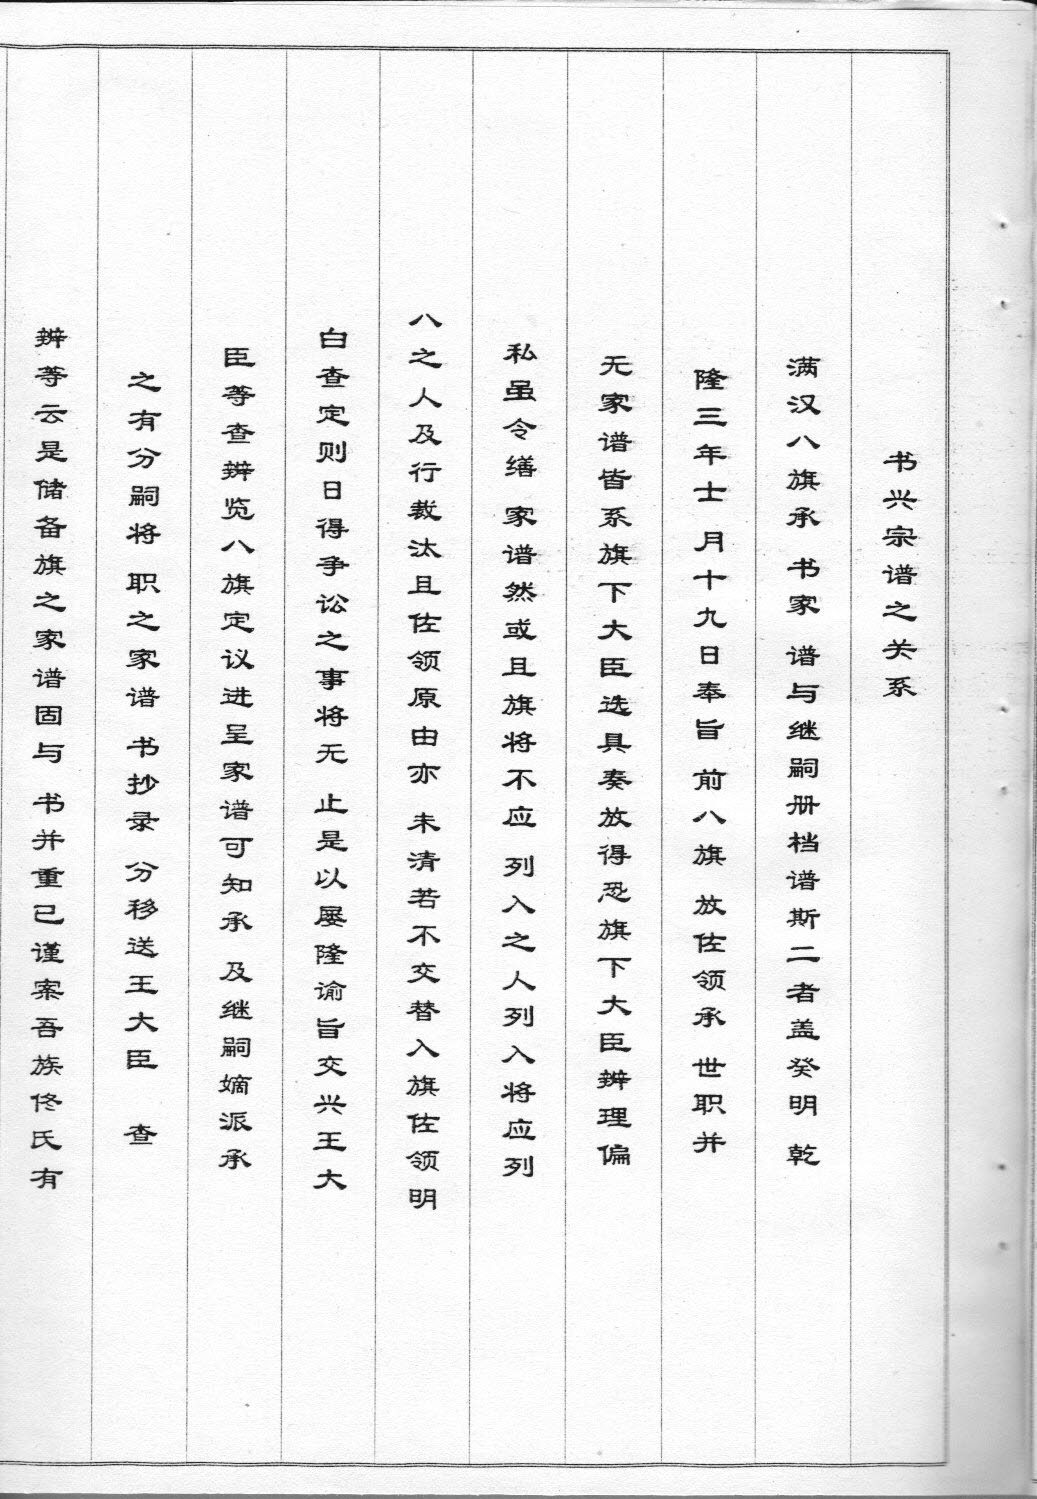 书兴宗谱之关系
满汉八旗承 书家 谱与继嗣册档谱斯二者盖癸明 乾
隆三年士 月十九日奉旨 前八旗 放佐领承 世职并
无家谱皆系旗下大臣选具奏放得恐旗下大臣辨理偏
私虽令缮 家谱然或且旗将不应 列入之人列入将应列
八之人及行裁汰且佐领原由亦 未清若不交替入旗佐领明
白查定则日得争讼之事将无 止是以屡隆谕旨交兴王大
臣等查辨览八旗定议进呈家谱可知承 及继嗣嫡派承
之有分嗣将 职之家谱 书抄录 分移送王大臣 查
辨等云是储备旗之家谱固与 书并重已谨案吾族佟氏有